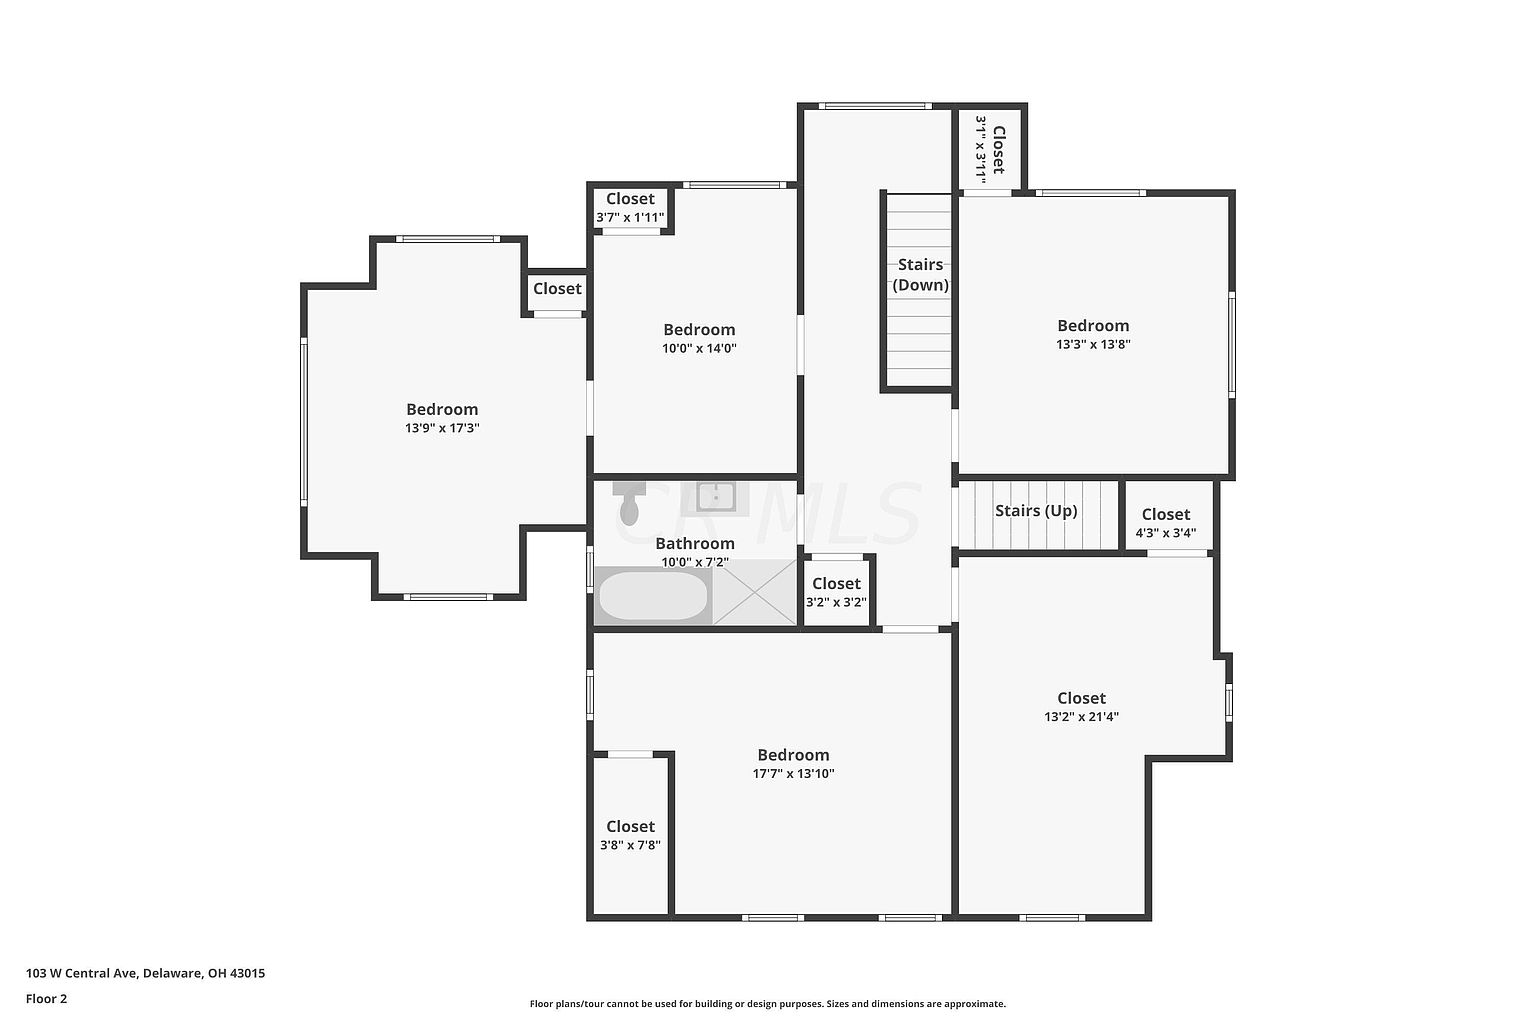 Closet
3'1" x 3'11"
Closet
3'7" x 1'11"
Stairs
(Down)
Closet
Bedroom
13'3" x 13'8"
Bedroom
10'0" x 14'0"
Bedroom
13'9" x 17'3"
Stairs (Up)
Closet
4'3" x 3'4"
CR MLS
Bathroom
10'0" x 7'2"
Closet
3'2" x 3'2"
Closet
13'2" x 21'4"
Bedroom
17'7" x 13'10"
Closet
3'8" x 7'8"
103 W Central Ave, Delaware, OH 43015
Floor 2
Floor plans/tour cannot be used for building or design purposes. Sizes and dimensions are approximate.